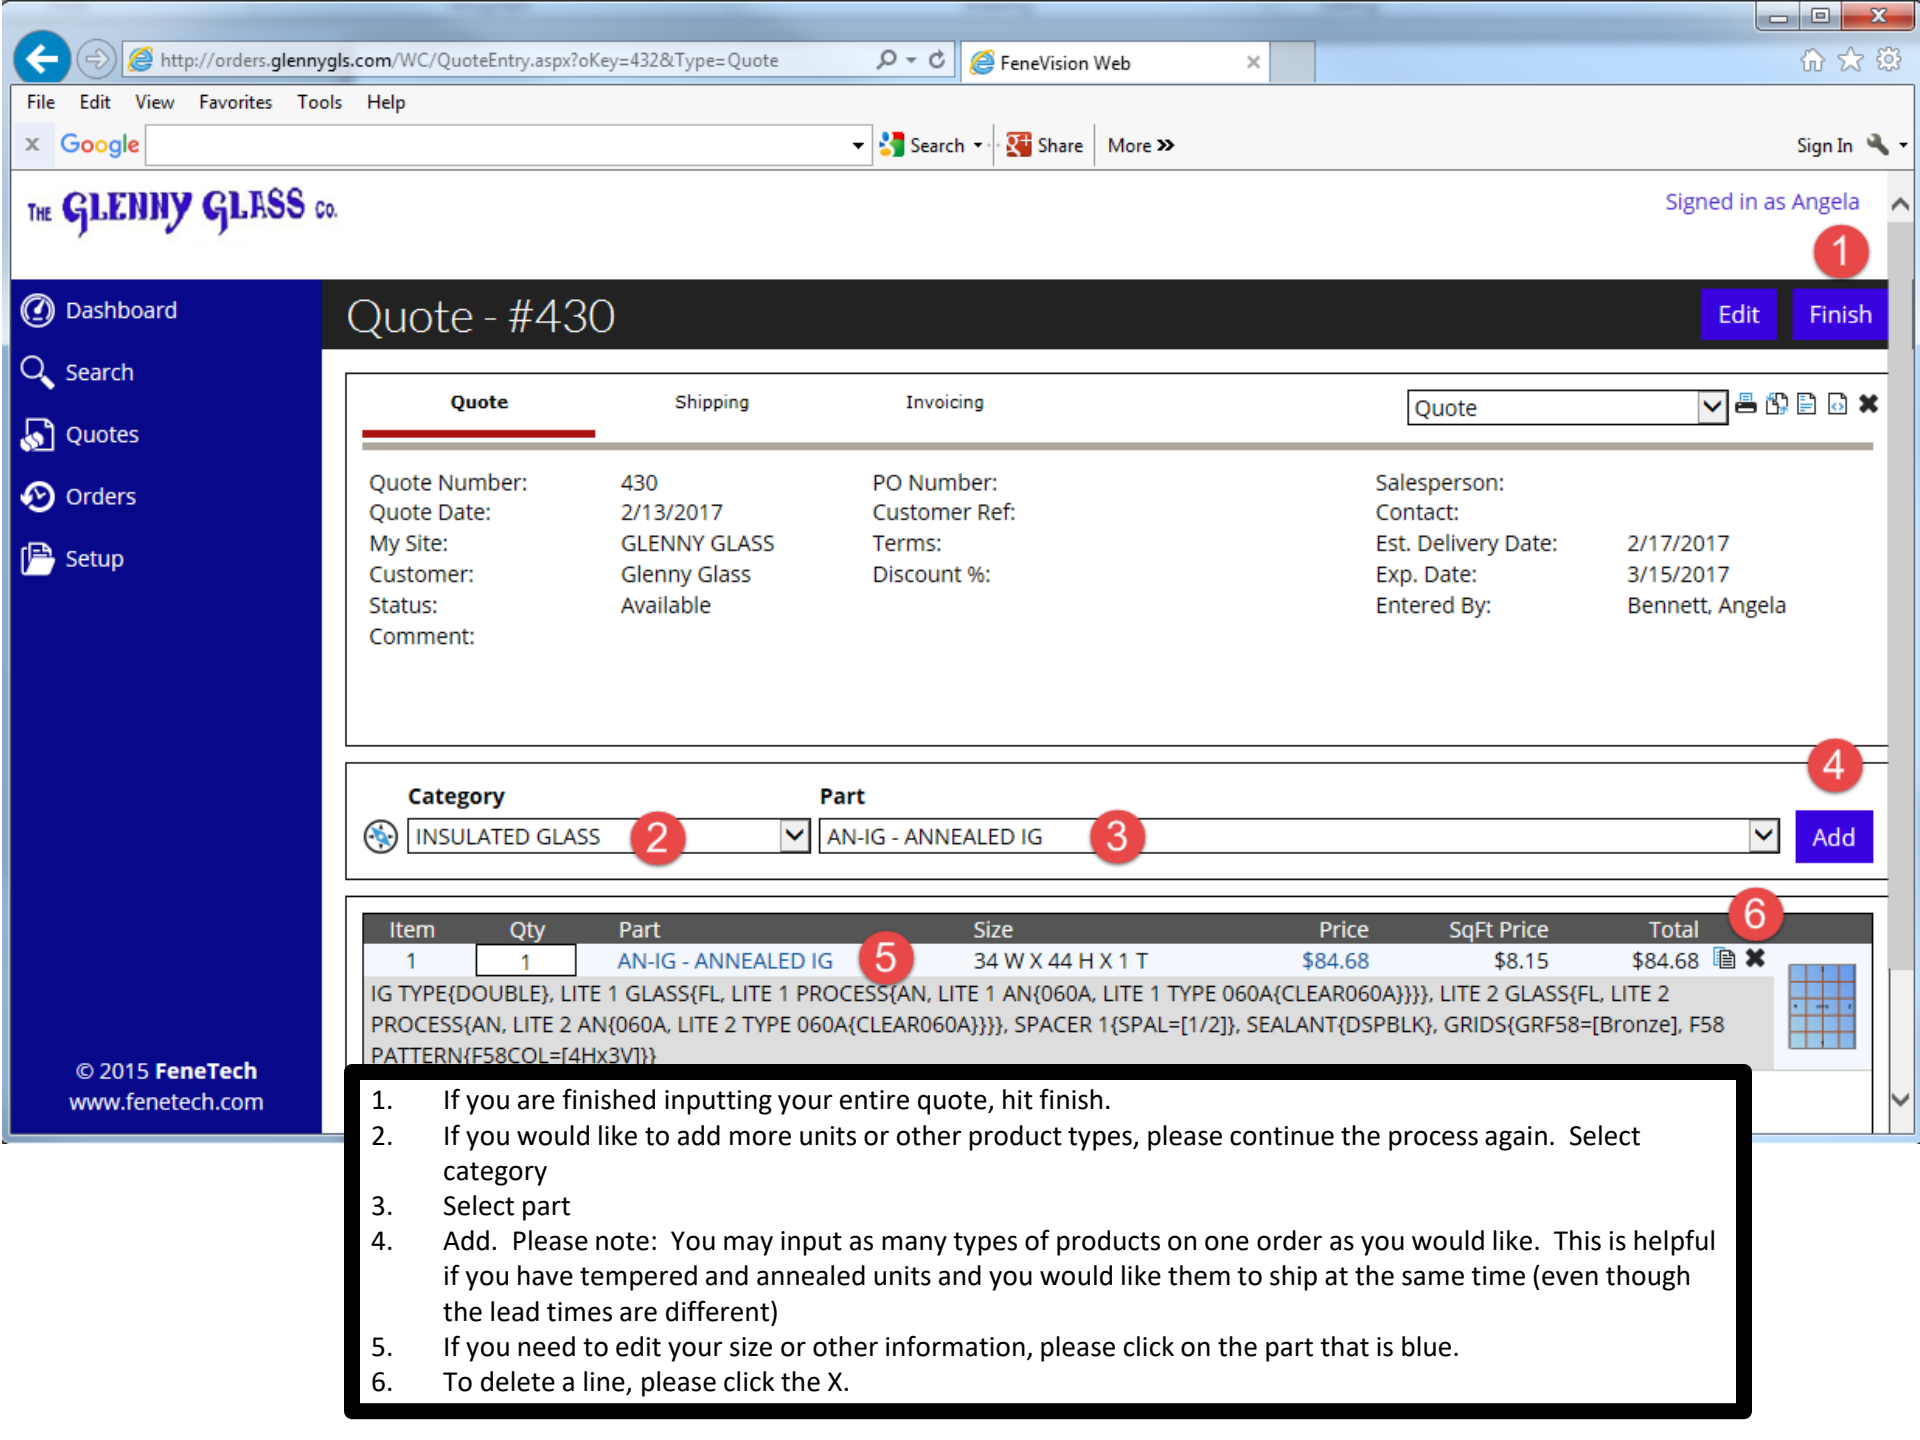 http://orders.glennygls.com/WC/QuoteEntry.aspx?oKey=432&Type=Quote
FeneVision Web
File Edit View Favorites Tools Help
x Google Search Share More » Sign In
THE GLENNY GLASS CO.
Signed in as Angela
1
Dashboard
Search
Quotes
Orders
Setup
© 2015 FeneTech
www.fenetech.com
Quote - #430
Edit Finish
Quote Shipping Invoicing Quote
Quote Number: 430 PO Number: Salesperson:
Quote Date: 2/13/2017 Customer Ref: Contact:
My Site: GLENNY GLASS Terms: Est. Delivery Date: 2/17/2017
Customer: Glenny Glass Discount %: Exp. Date: 3/15/2017
Status: Available Entered By: Bennett, Angela
Comment:
4
Category Part
INSULATED GLASS 2 AN-IG - ANNEALED IG 3 Add
6
Item Qty Part Size Price SqFt Price Total
1 1 AN-IG - ANNEALED IG 5 34 W X 44 H X 1 T $84.68 $8.15 $84.68
IG TYPE{DOUBLE}, LITE 1 GLASS{FL, LITE 1 PROCESS{AN, LITE 1 AN{060A, LITE 1 TYPE 060A{CLEAR060A}}}}, LITE 2 GLASS{FL, LITE 2
PROCESS{AN, LITE 2 AN{060A, LITE 2 TYPE 060A{CLEAR060A}}}}, SPACER 1{SPAL=[1/2]}, SEALANT{DSPBLK}, GRIDS{GRF58=[Bronze], F58
PATTERN{F58COL=[4Hx3V]}}
1. If you are finished inputting your entire quote, hit finish.
2. If you would like to add more units or other product types, please continue the process again. Select
category
3. Select part
4. Add. Please note: You may input as many types of products on one order as you would like. This is helpful
if you have tempered and annealed units and you would like them to ship at the same time (even though
the lead times are different)
5. If you need to edit your size or other information, please click on the part that is blue.
6. To delete a line, please click the X.